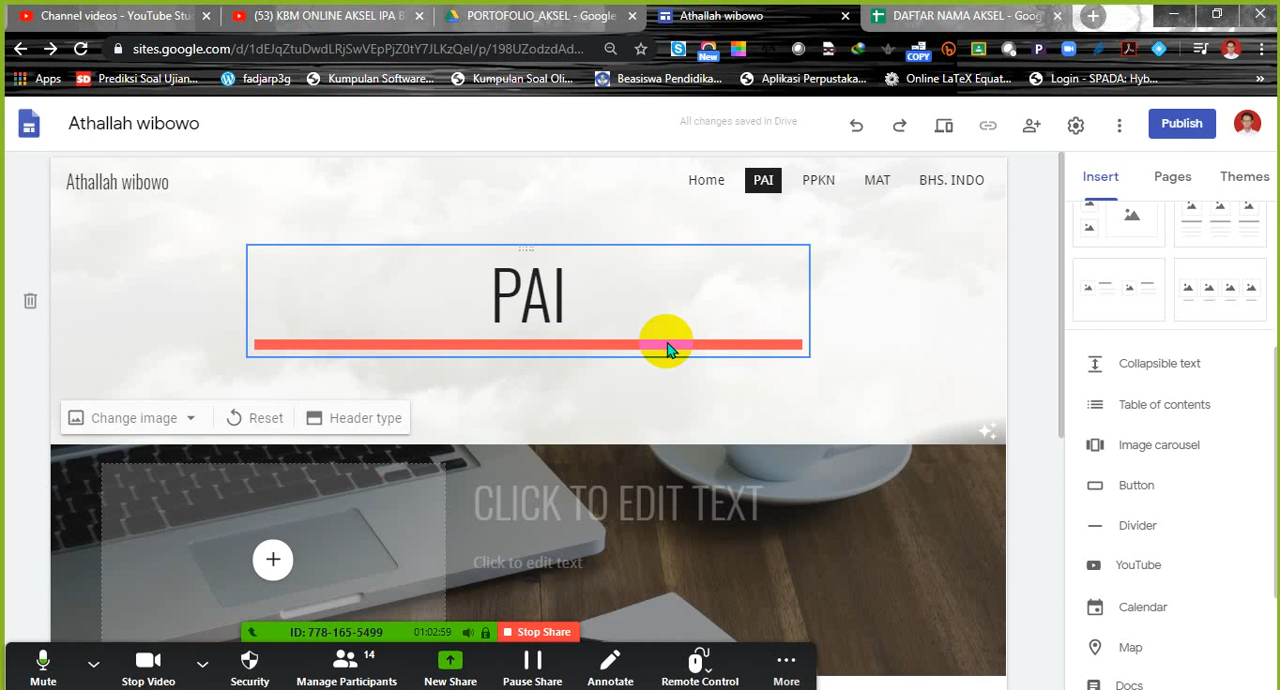 Channel videos - YouTube Stu
(53) KBM ONLINE AKSEL IPA B
PORTOFOLIO_AKSEL - Google
Athallah wibowo
DAFTAR NAMA AKSEL - Goog
sites.google.com/d/1dEJqZtuDwdLRjSwVEpPjZ0tY7JLKzQeI/p/198UZodzdAd...
New
COPY
Apps
SD
Prediksi Soal Ujian...
fadjarp3g
Kumpulan Software...
Kumpulan Soal Oli...
Beasiswa Pendidika...
Aplikasi Perpustaka...
Online LaTeX Equat...
Login - SPADA: Hyb...
»
Athallah wibowo
All changes saved in Drive
Publish
Athallah wibowo
Home
PAI
PPKN
MAT
BHS. INDO
Insert
Pages
Themes
PAI
Change image
Reset
Header type
CLICK TO EDIT TEXT
Click to edit text
Collapsible text
Table of contents
Image carousel
Button
Divider
YouTube
Calendar
Map
Docs
ID: 778-165-5499
01:02:59
Stop Share
Mute
Stop Video
Security
14
Manage Participants
New Share
Pause Share
Annotate
Remote Control
More